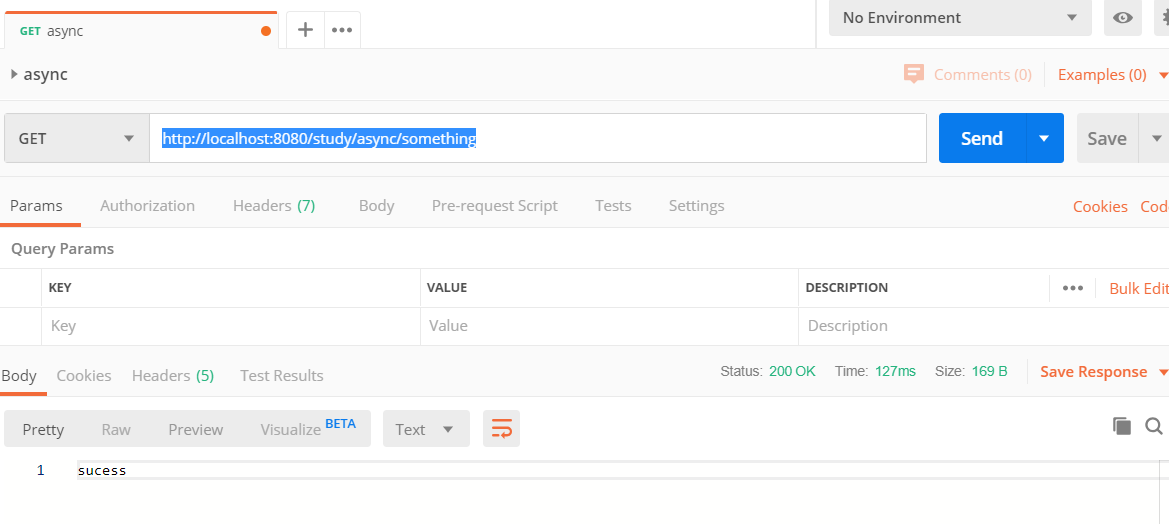 GET async
No Environment
async
Comments (0) Examples (0)
GET http://localhost:8080/study/async/something Send Save
Params Authorization Headers (7) Body Pre-request Script Tests Settings Cookies Cod
Query Params
KEY VALUE DESCRIPTION Bulk Edit
Key Value Description
Body Cookies Headers (5) Test Results Status: 200 OK Time: 127ms Size: 169 B Save Response
Pretty Raw Preview Visualize BETA Text
1 sucess